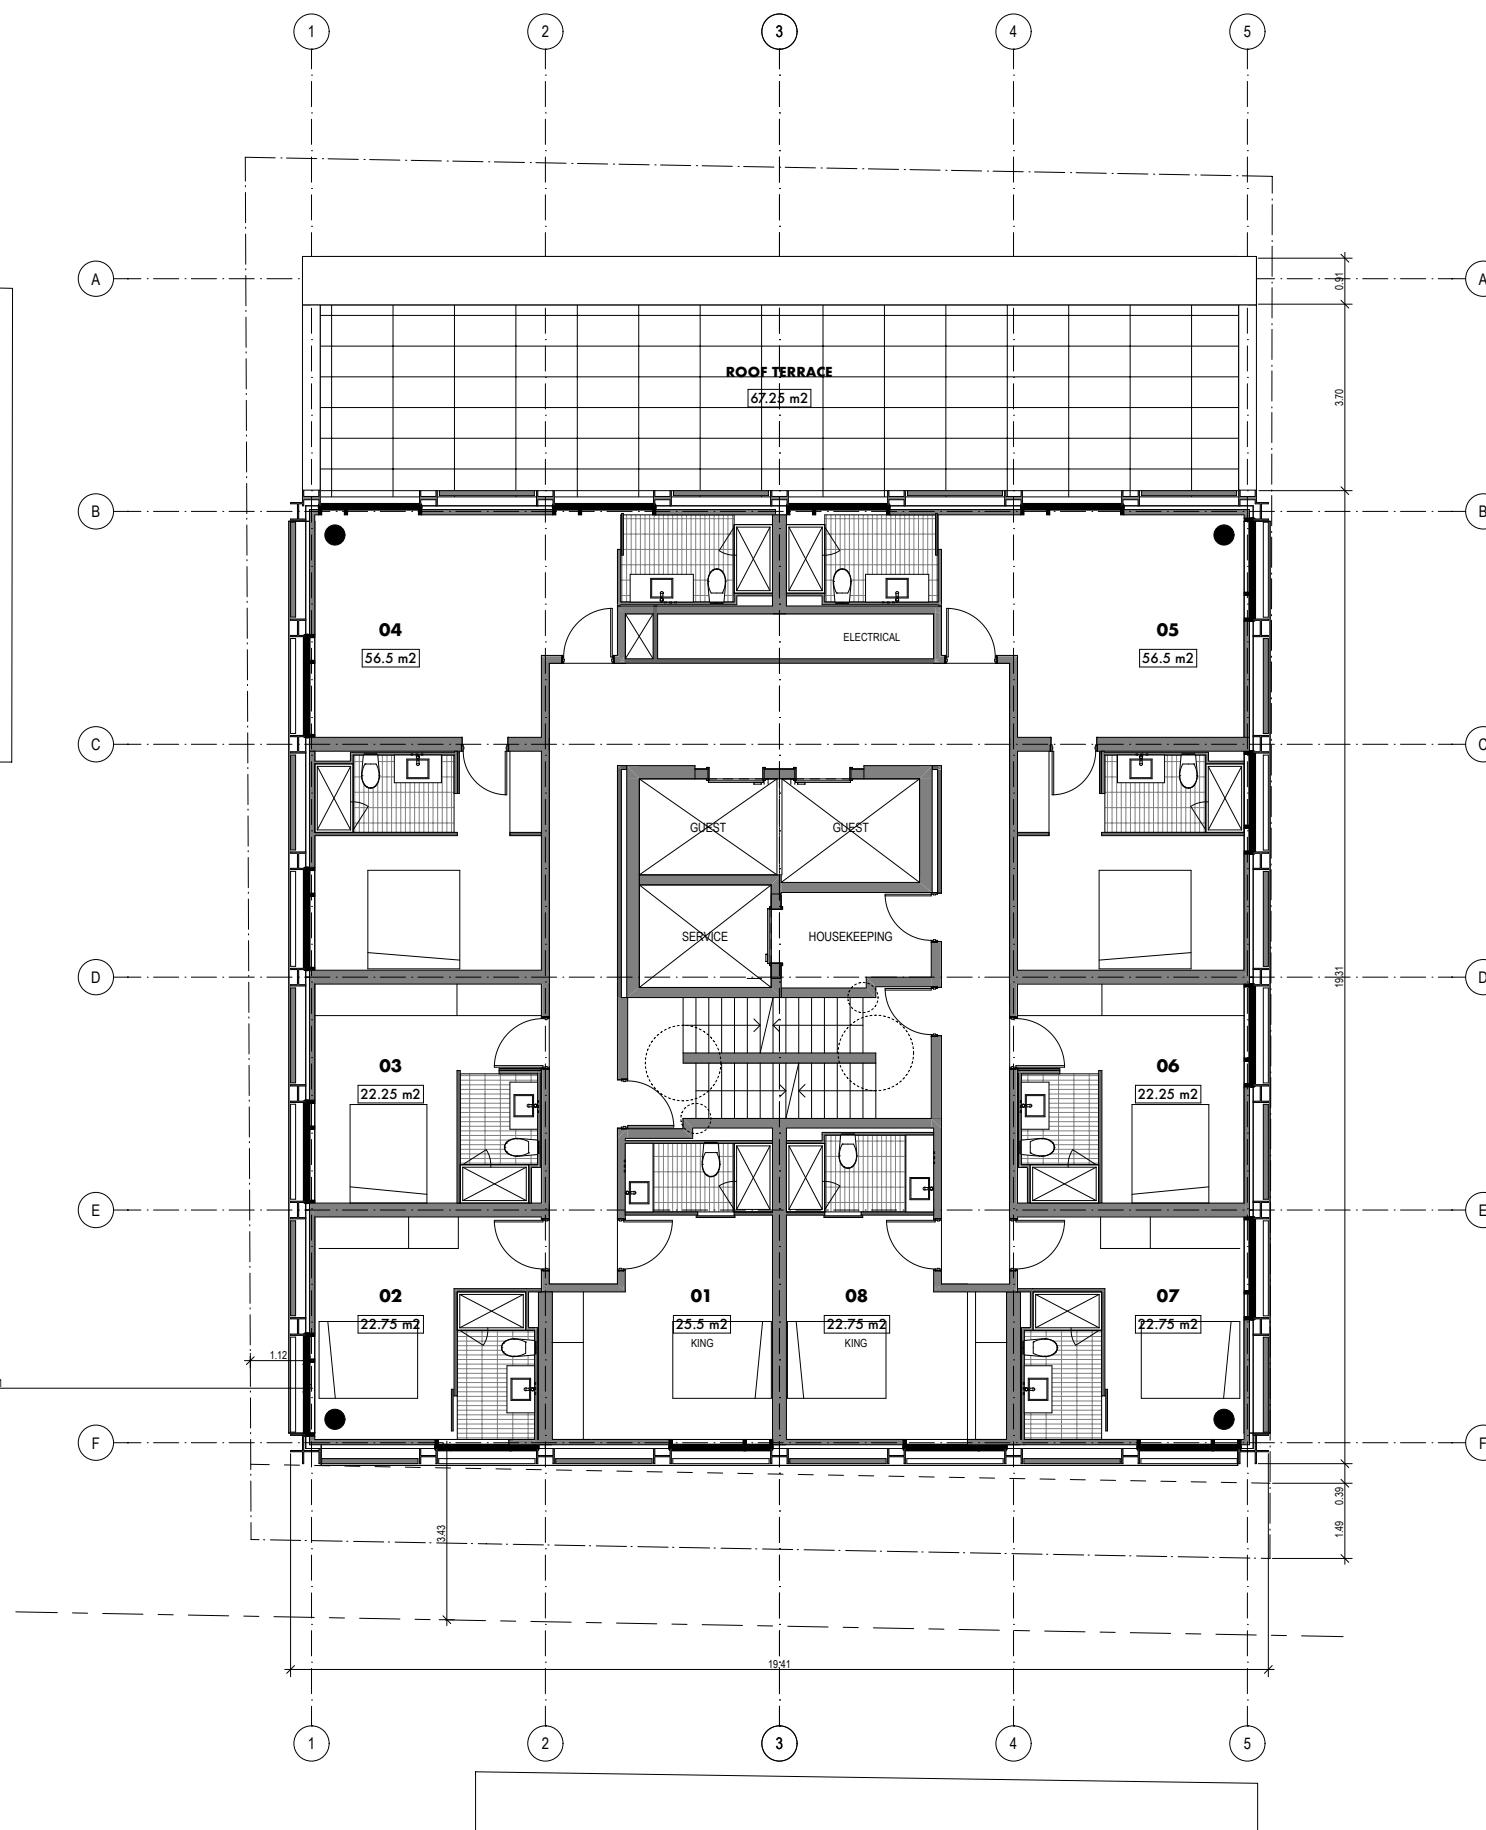 1 2 3 4 5
A A
0.91
ROOF TERRACE
67.25 m2
3.70
B B
04
56.5 m2
ELECTRICAL
05
56.5 m2
C C
GUEST GUEST
SERVICE HOUSEKEEPING
D D
19.31
03
22.25 m2
06
22.25 m2
E E
02
22.75 m2
01
25.5 m2
KING
08
22.75 m2
KING
07
22.75 m2
1.12
F F
0.39
1.49
3.43
19.41
1 2 3 4 5